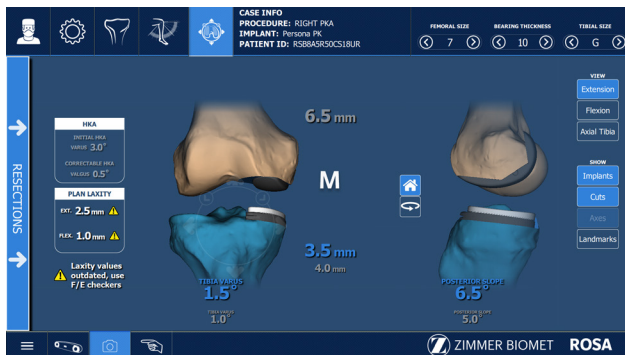 CASE INFO
PROCEDURE: RIGHT PKA
IMPLANT: Persona PK
PATIENT ID: RSB8A5R50CS18UR
FEMORAL SIZE
7
BEARING THICKNESS
10
TIBIAL SIZE
G
RESECTIONS
HKA
INITIAL HKA
VARUS 3.0°
CORRECTABLE HKA
VALGUS 0.5°
PLAN LAXITY
EXT. 2.5 mm
FLEX. 1.0 mm
Laxity values
outdated, use
F/E checkers
6.5 mm
M
3.5 mm
4.0 mm
TIBIA VARUS
1.5°
TIBIA VARUS
1.0°
POSTERIOR SLOPE
6.5°
POSTERIOR SLOPE
5.0°
VIEW
Extension
Flexion
Axial Tibia
SHOW
Implants
Cuts
Axes
Landmarks
ZIMMER BIOMET
ROSA